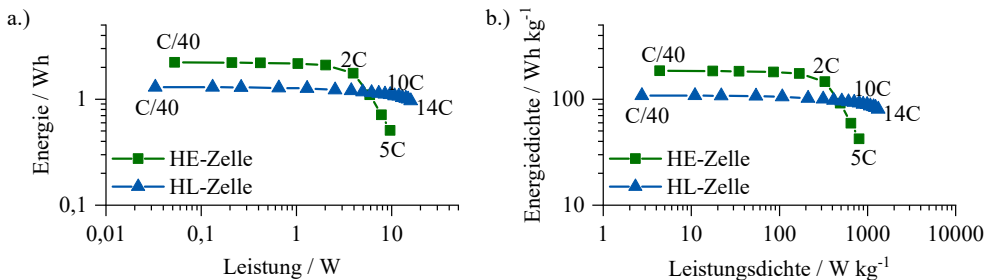 a.)
Energie / Wh
1
0,1
C/40
2C
10C
C/40
14C
5C
HE-Zelle
HL-Zelle
0,01
0,1
1
10
Leistung / W
b.)
Energiedichte / Wh kg⁻¹
100
10
C/40
2C
10C
C/40
14C
5C
HE-Zelle
HL-Zelle
1
10
100
1000
10000
Leistungsdichte / W kg⁻¹